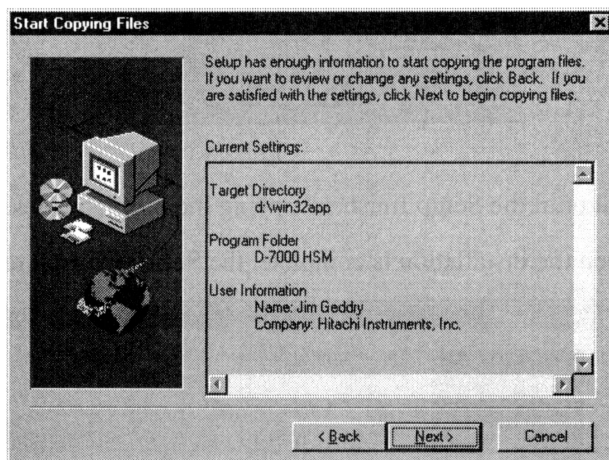 Start Copying Files
Setup has enough information to start copying the program files.
If you want to review or change any settings, click Back. If you
are satisfied with the settings, click Next to begin copying files.
Current Settings:
Target Directory
d:\win32app
Program Folder
D-7000 HSM
User Information
Name: Jim Geddry
Company: Hitachi Instruments, Inc.
< Back
Next >
Cancel